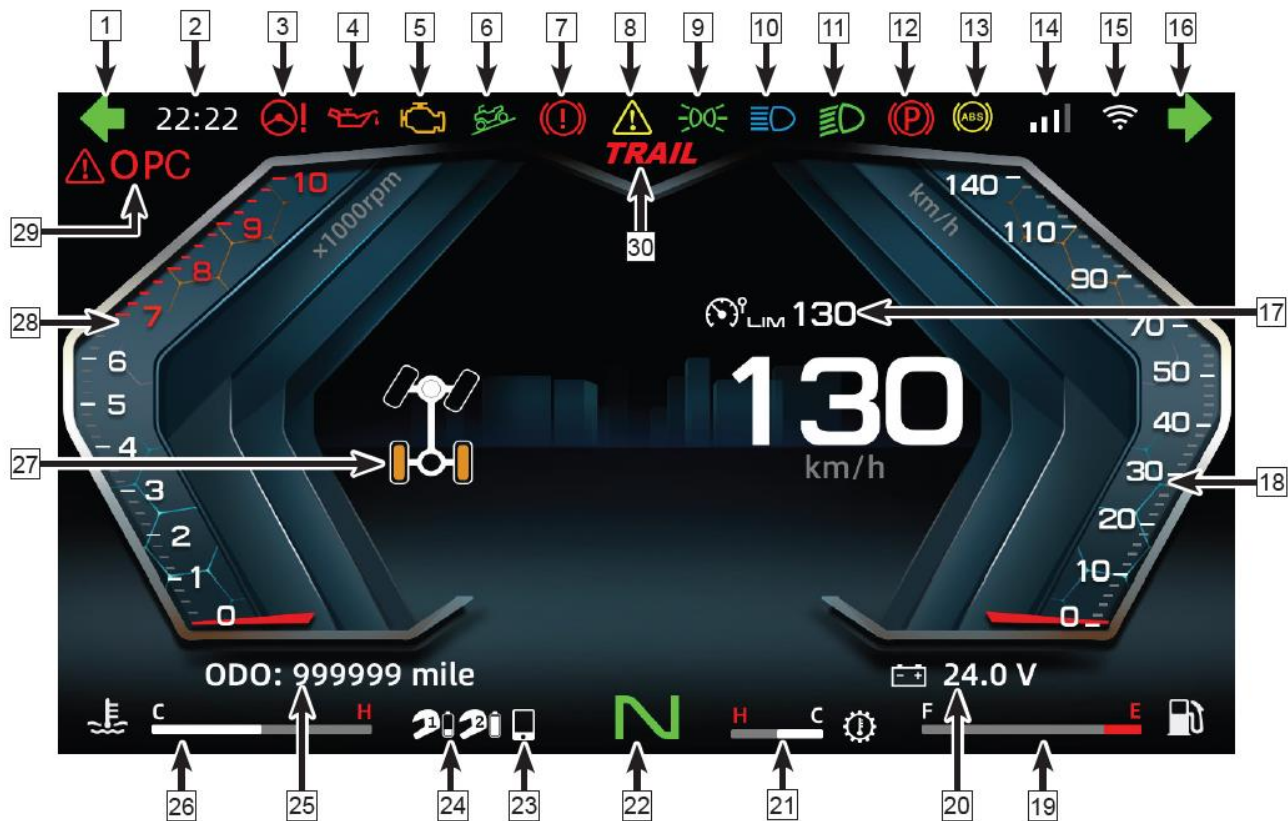 1 2 3 4 5 6 7 8 9 10 11 12 13 14 15 16
22:22 P ABS
TRAIL
OPC
29
30
10 9 8 7 6 5 4 3 2 1 0
x1000rpm
28
km/h
140 110 90 70 50 40 30 20 10 0
LIM 130
17
130
km/h
27
18
ODO: 999999 mile
24.0 V
C H
1 2
N
H C
F E
26 25 24 23 22 21 20 19